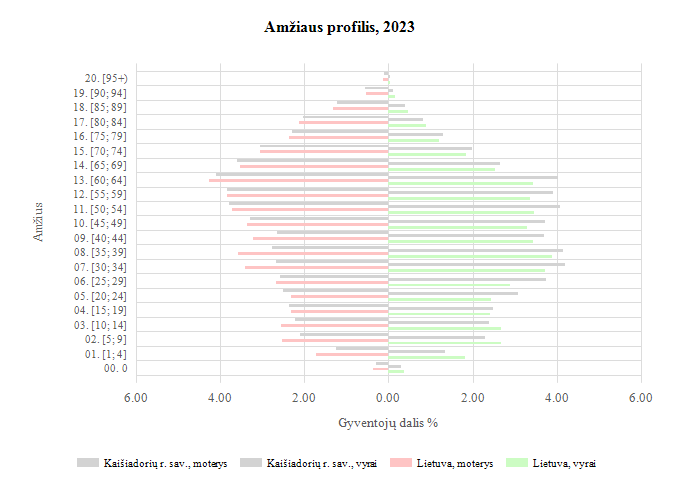 Amžiaus profilis, 2023
Amžius
20. [95+)
19. [90; 94]
18. [85; 89]
17. [80; 84]
16. [75; 79]
15. [70; 74]
14. [65; 69]
13. [60; 64]
12. [55; 59]
11. [50; 54]
10. [45; 49]
09. [40; 44]
08. [35; 39]
07. [30; 34]
06. [25; 29]
05. [20; 24]
04. [15; 19]
03. [10; 14]
02. [5; 9]
01. [1; 4]
00. 0
6.00 4.00 2.00 0.00 2.00 4.00 6.00
Gyventojų dalis %
Kaišiadorių r. sav., moterys Kaišiadorių r. sav., vyrai Lietuva, moterys Lietuva, vyrai